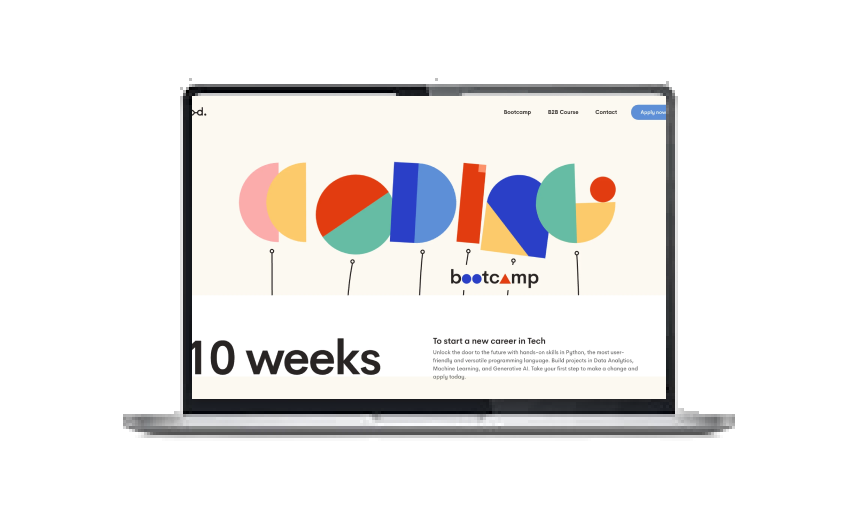 d.
Bootcamp B2B Course Contact Apply now
coding
bootcamp
10 weeks
To start a new career in Tech
Unlock the door to the future with hands-on skills in Python, the most user-
friendly and versatile programming language. Build projects in Data Analytics,
Machine Learning, and Generative AI. Take your first step to make a change and
apply today.